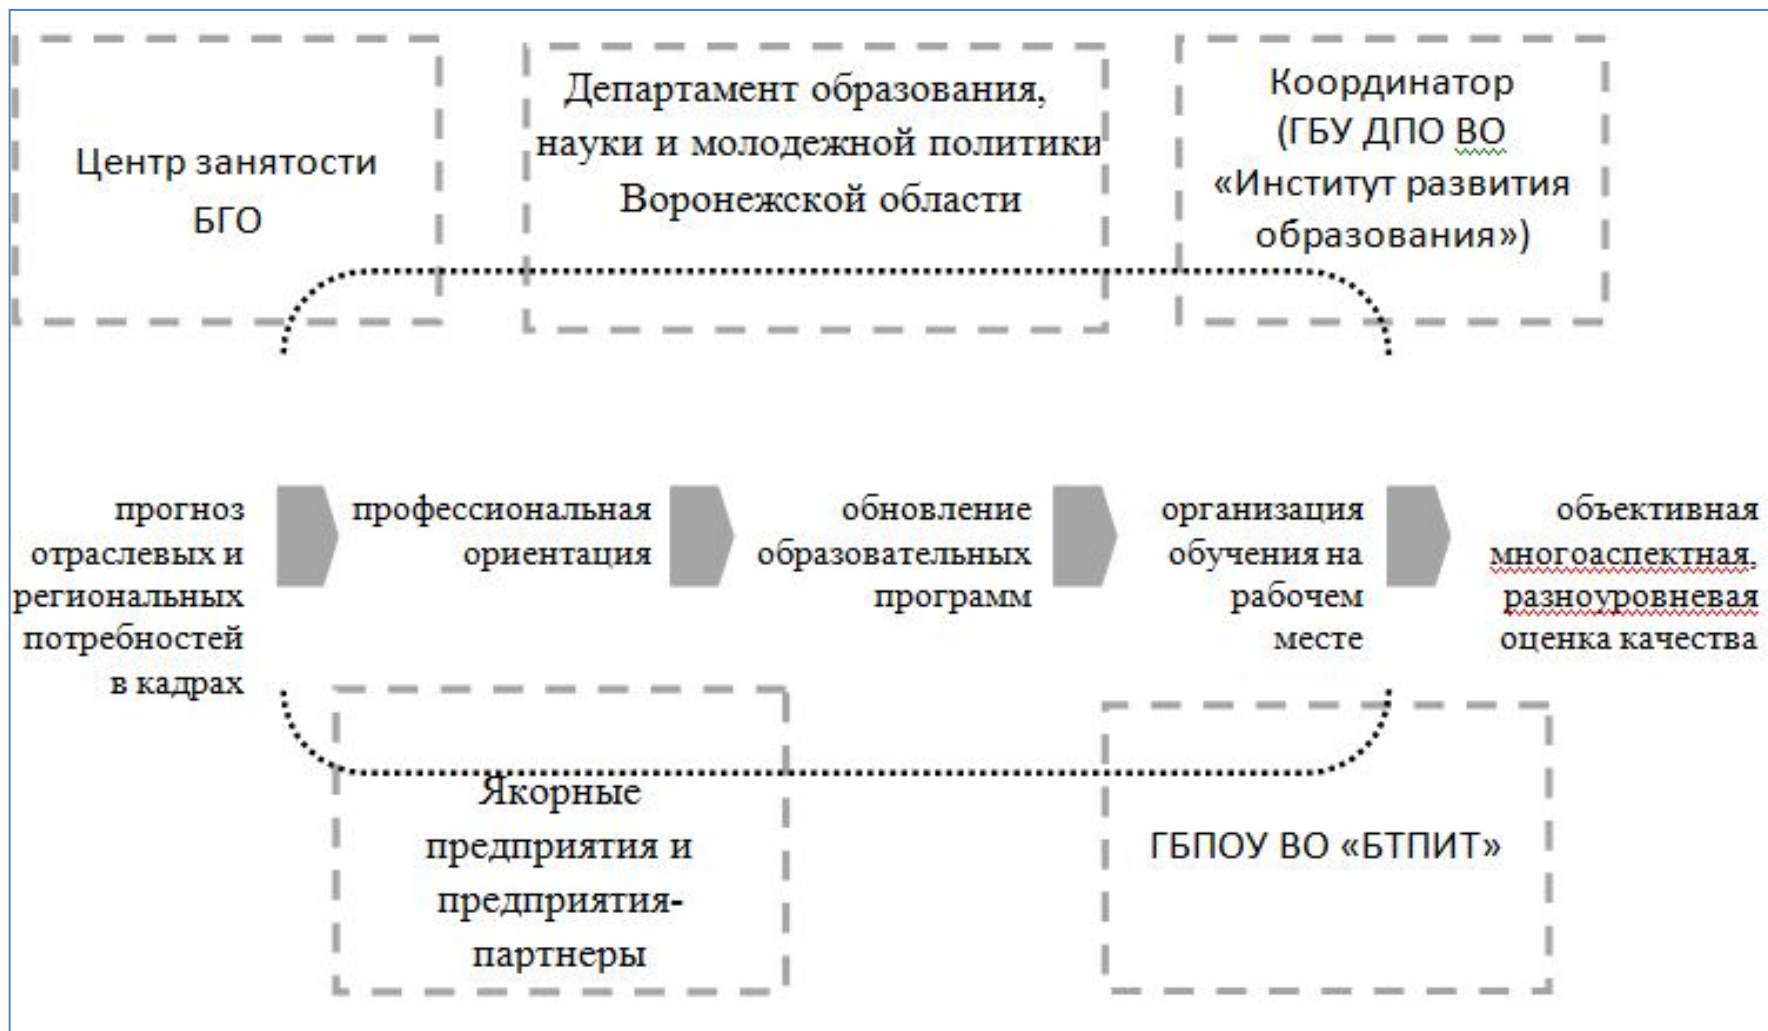 Центр занятости
БГО
Департамент образования,
науки и молодежной политики
Воронежской области
Координатор
(ГБУ ДПО ВО
«Институт развития
образования»)
прогноз
отраслевых и
региональных
потребностей
в кадрах
профессиональная
ориентация
обновление
образовательных
программ
организация
обучения на
рабочем
месте
объективная
многоаспектная,
разноуровневая
оценка качества
Якорные
предприятия и
предприятия-
партнеры
ГБПОУ ВО «БТПИТ»